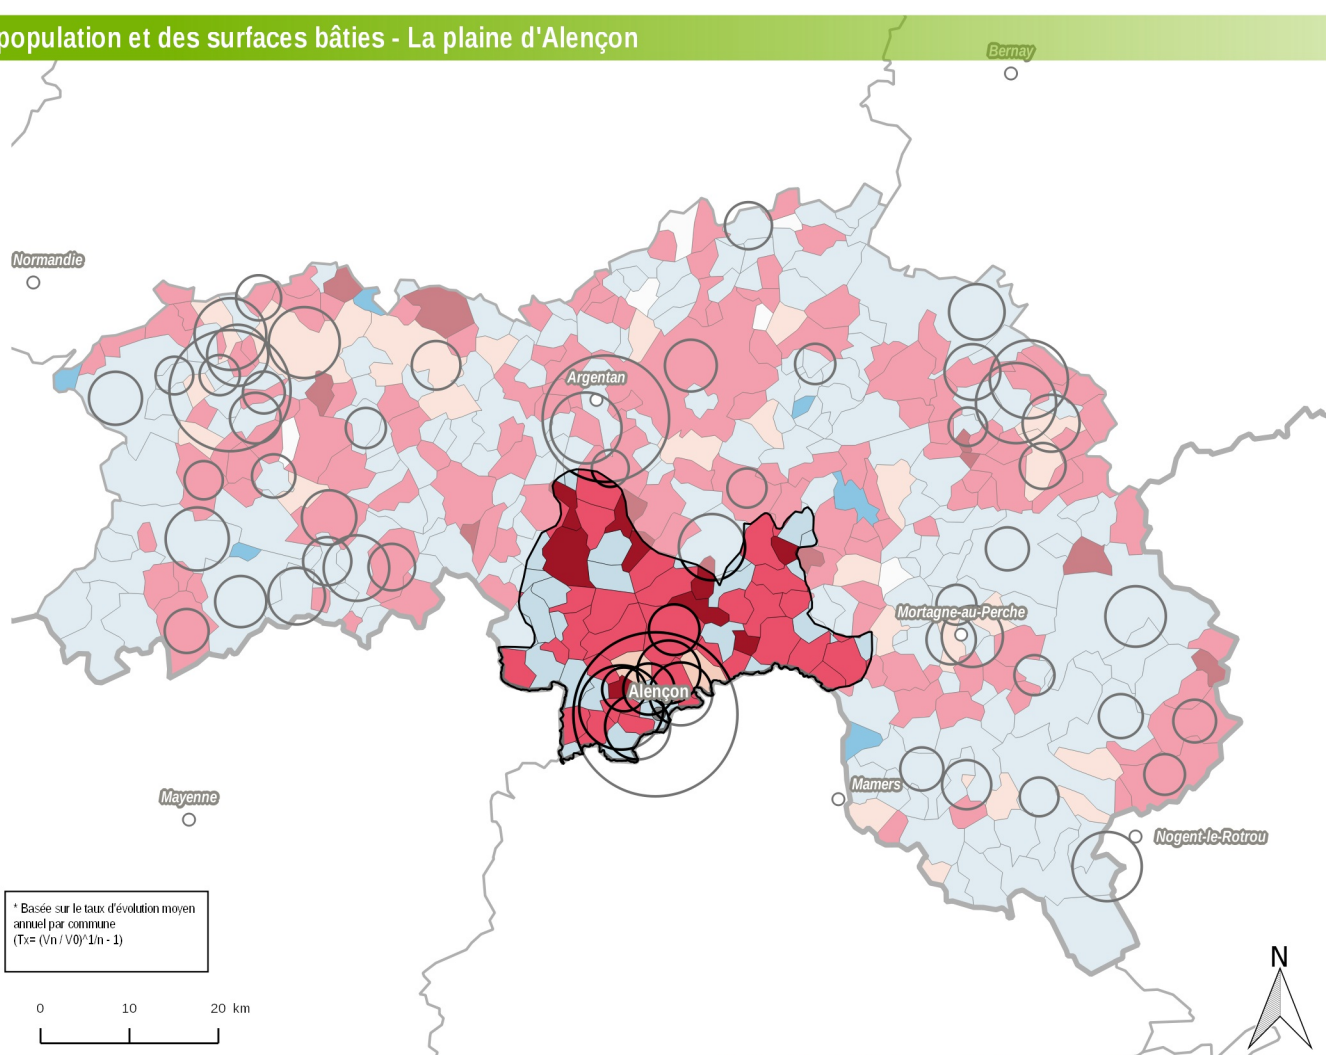 population et des surfaces bâties - La plaine d'Alençon
Bernay
Normandie
Argentan
Mortagne-au-Perche
Alençon
Mamers
Mayenne
Nogent-le-Rotrou
* Basée sur le taux d'évolution moyen
annuel par commune
(Tx= (Vn / V0)^1/n - 1)
N
0 10 20 km